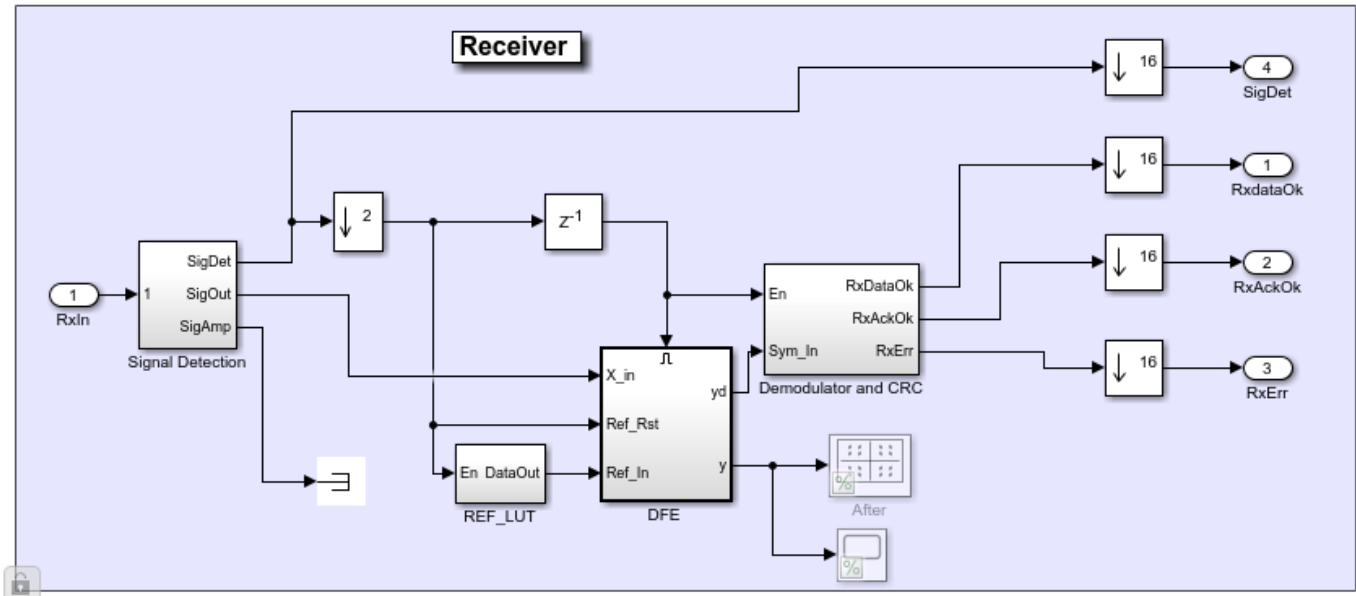 Receiver
16
4
SigDet
16
1
RxdataOk
2
Z-1
SigDet
1
1
SigOut
RxIn
SigAmp
Signal Detection
En
RxDataOk
RxAckOk
Sym_In
RxErr
Demodulator and CRC
16
2
RxAckOk
16
3
RxErr
X_in
yd
Ref_Rst
Ref_In
y
En DataOut
REF_LUT
DFE
%
After
%